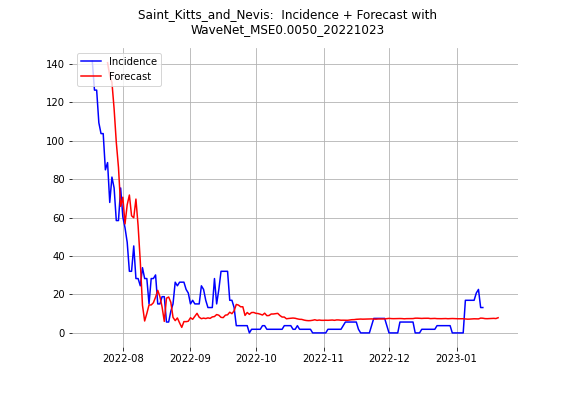 Saint_Kitts_and_Nevis:  Incidence + Forecast with
WaveNet_MSE0.0050_20221023
Incidence
Forecast
140
120
100
80
60
40
20
0
2022-08 2022-09 2022-10 2022-11 2022-12 2023-01